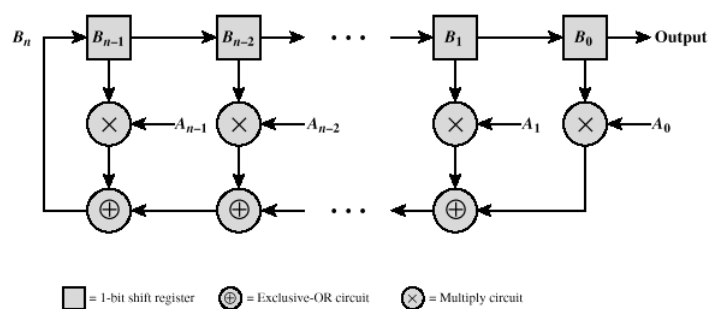 Bₙ Bₙ₋₁ Bₙ₋₂ · · · B₁ B₀ Output
× Aₙ₋₁ × Aₙ₋₂ × A₁ × A₀
⊕ ⊕ · · · ⊕
= 1-bit shift register ⊕ = Exclusive-OR circuit × = Multiply circuit